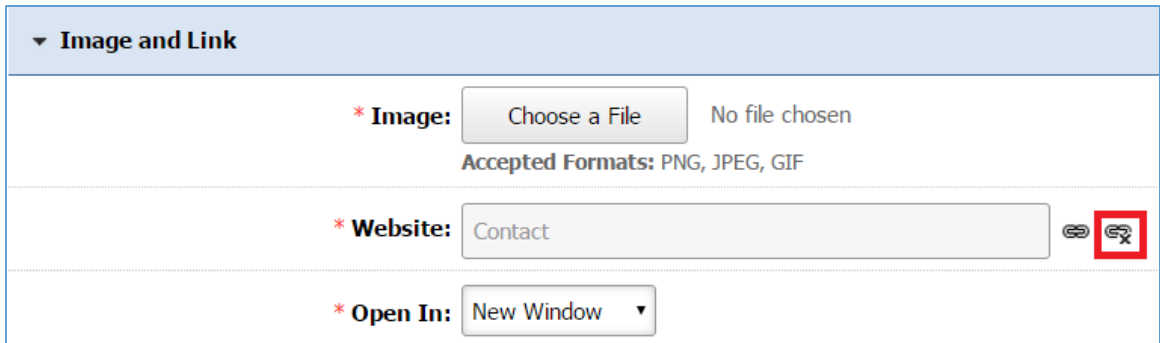 Image and Link
* Image: Choose a File No file chosen
Accepted Formats: PNG, JPEG, GIF
* Website: Contact
* Open In: New Window